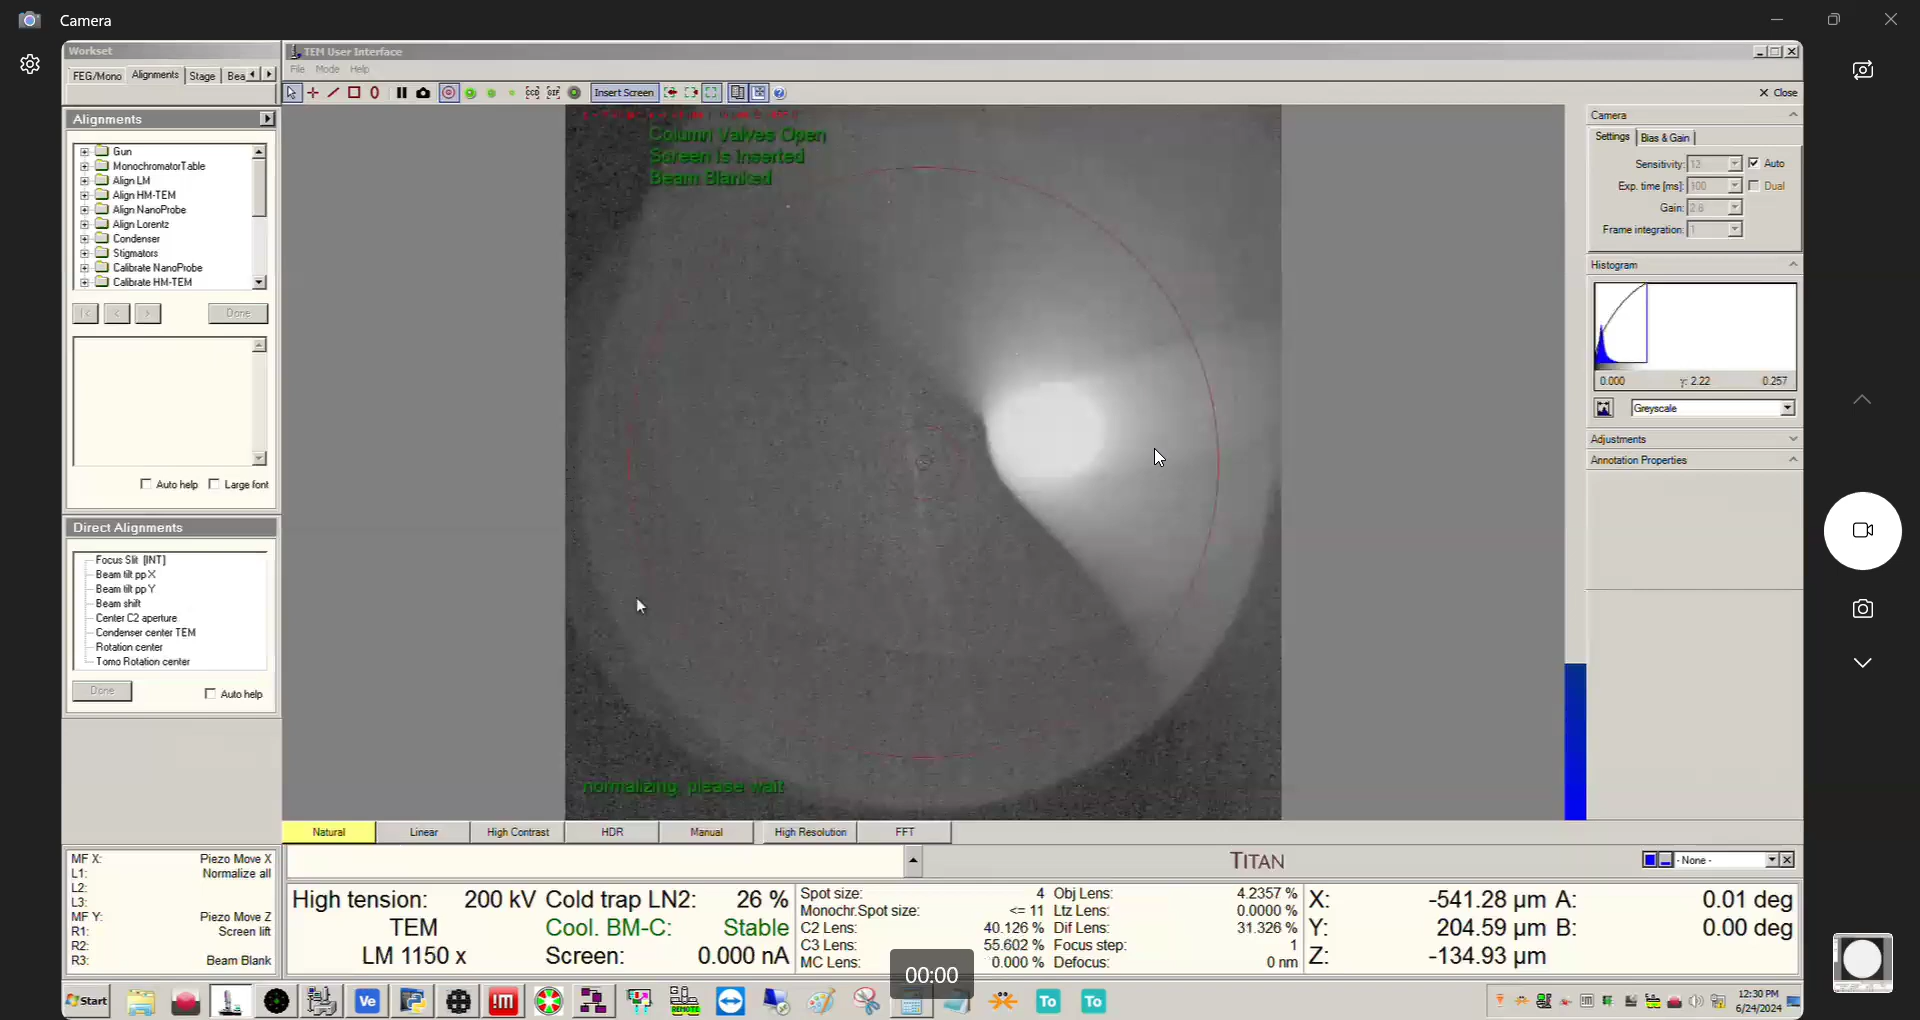 Camera
Workset
TEM User Interface
FEG/Mono Alignments Stage Bea
File Mode Help
Insert Screen
Close
Alignments
Gun
MonochromatorTable
Align LM
Align HM-TEM
Align NanoProbe
Align Lorentz
Condenser
Stigmators
Calibrate NanoProbe
Calibrate HM-TEM
Done
Auto help Large font
Direct Alignments
Focus Slit [INT]
Beam tilt pp X
Beam tilt pp Y
Beam shift
Center C2 aperture
Condenser center TEM
Rotation center
Tomo Rotation center
Done Auto help
Column Valves Open
Screen Is Inserted
Beam Blanked
normalizing, please wait
Camera
Settings Bias & Gain
Sensitivity: 12 Auto
Exp. time [ms]: 100 Dual
Gain: 2.8
Frame integration: 1
Histogram
0.000 γ: 2.22 0.257
Greyscale
Adjustments
Annotation Properties
Natural Linear High Contrast HDR Manual High Resolution FFT
TITAN
- None -
MF X: Piezo Move X
L1: Normalize all
L2:
L3:
MF Y: Piezo Move Z
R1: Screen lift
R2:
R3: Beam Blank
High tension: 200 kV Cold trap LN2: 26 %
TEM Cool. BM-C: Stable
LM 1150 x Screen: 0.000 nA
Spot size: 4 Obj Lens: 4.2357 %
Monochr.Spot size: <= 11 Ltz Lens: 0.0000 %
C2 Lens: 40.126 % Dif Lens: 31.326 %
C3 Lens: 55.602 % Focus step: 1
MC Lens: 0.000 % Defocus: 0 nm
X: -541.28 µm A: 0.01 deg
Y: 204.59 µm B: 0.00 deg
Z: -134.93 µm
00:00
Start
Ve
!m
REMOTE
To
To
12:30 PM
6/24/2024